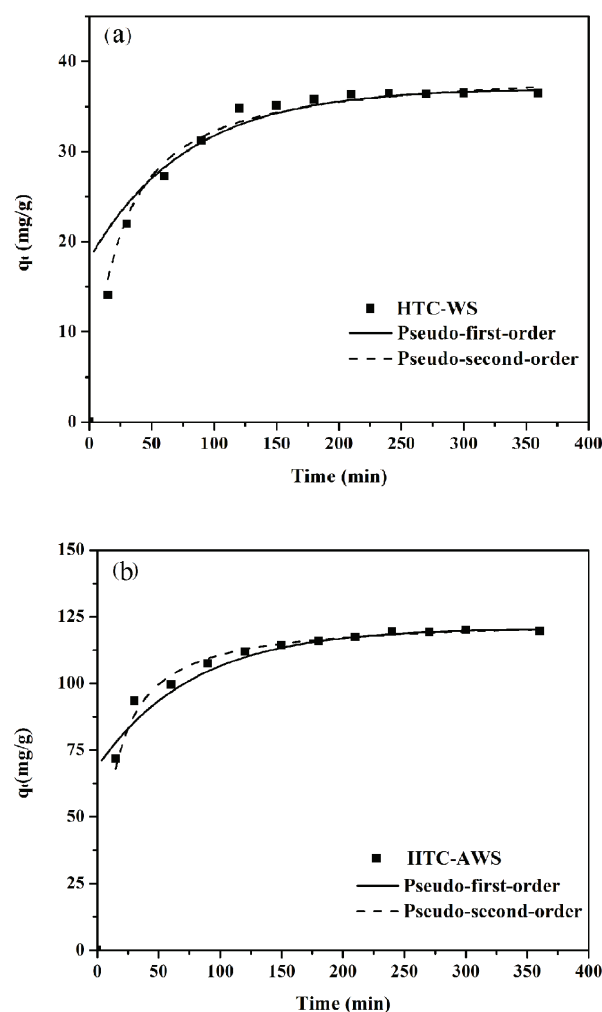 (a)
40
30
20
10
0
qt (mg/g)
HTC-WS
Pseudo-first-order
Pseudo-second-order
0 50 100 150 200 250 300 350 400
Time (min)
(b)
150
125
100
75
50
25
0
qt(mg/g)
HTC-AWS
Pseudo-first-order
Pseudo-second-order
0 50 100 150 200 250 300 350 400
Time (min)